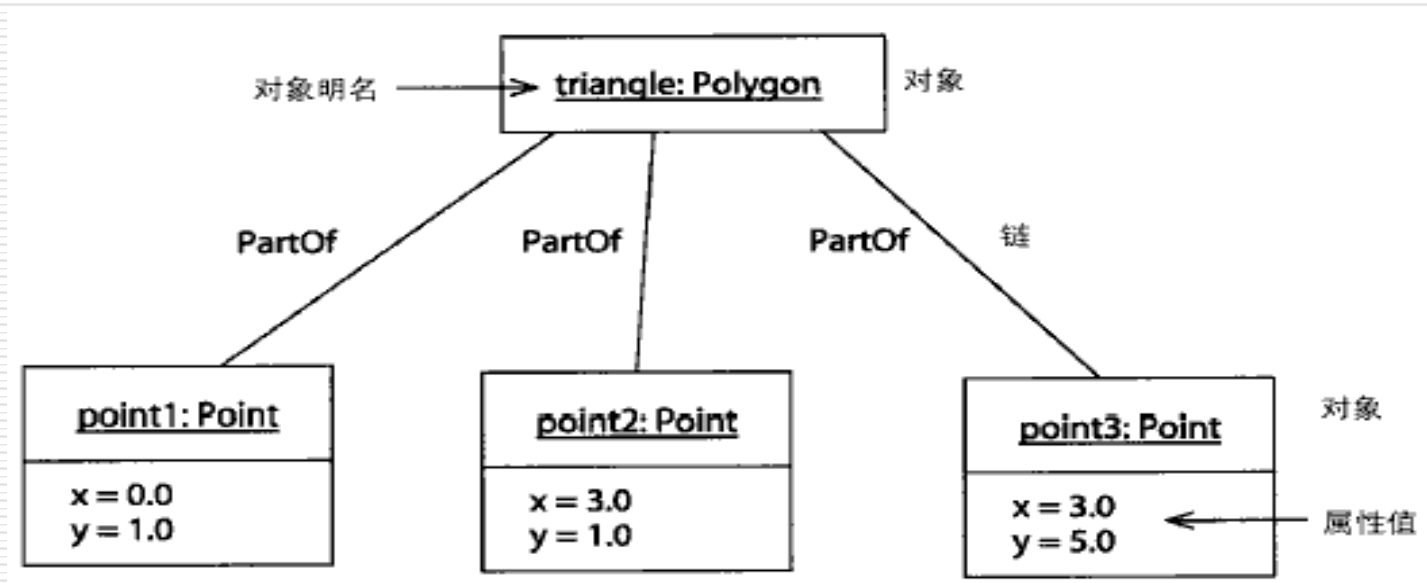 对象明名
triangle: Polygon
对象
PartOf
PartOf
PartOf
链
point1: Point
x = 0.0
y = 1.0
point2: Point
x = 3.0
y = 1.0
point3: Point
x = 3.0
y = 5.0
对象
属性值